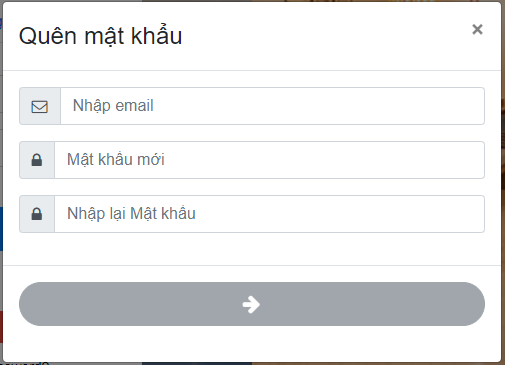 Quên mật khẩu
×
Nhập email
Mật khẩu mới
Nhập lại Mật khẩu